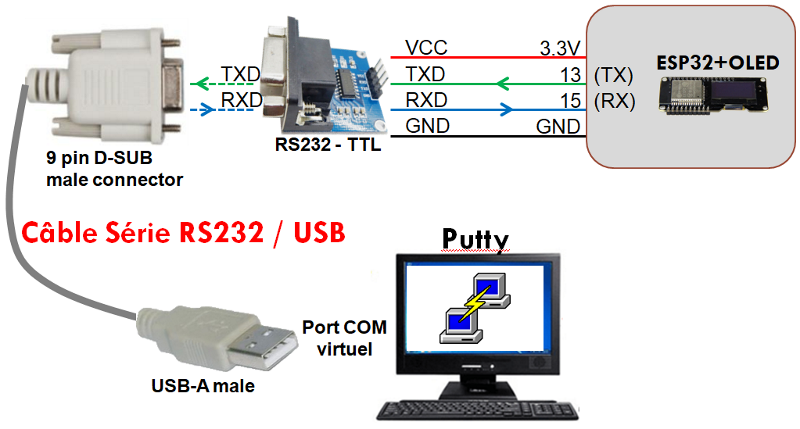 VCC 3.3V
TXD TXD 13 (TX)
RXD RXD 15 (RX)
GND GND
ESP32+OLED
RS232 - TTL
9 pin D-SUB
male connector
Câble Série RS232 / USB
Putty
Port COM
virtuel
USB-A male